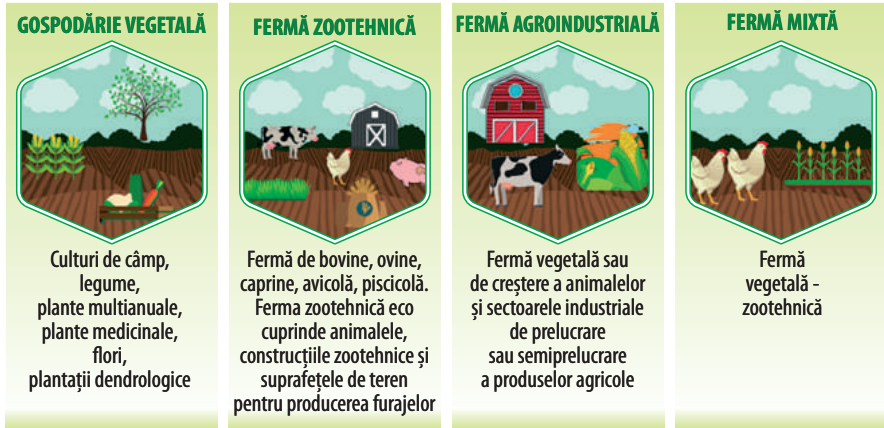 GOSPODĂRIE VEGETALĂ
Culturi de câmp,
legume,
plante multianuale,
plante medicinale,
flori,
plantații dendrologice
FERMĂ ZOOTEHNICĂ
Fermă de bovine, ovine,
caprine, avicolă, piscicolă.
Ferma zootehnică eco
cuprinde animalele,
construcțiile zootehnice și
suprafețele de teren
pentru producerea furajelor
FERMĂ AGROINDUSTRIALĂ
Fermă vegetală sau
de creștere a animalelor
și sectoarele industriale
de prelucrare
sau semiprelucrare
a produselor agricole
FERMĂ MIXTĂ
Fermă
vegetală -
zootehnică